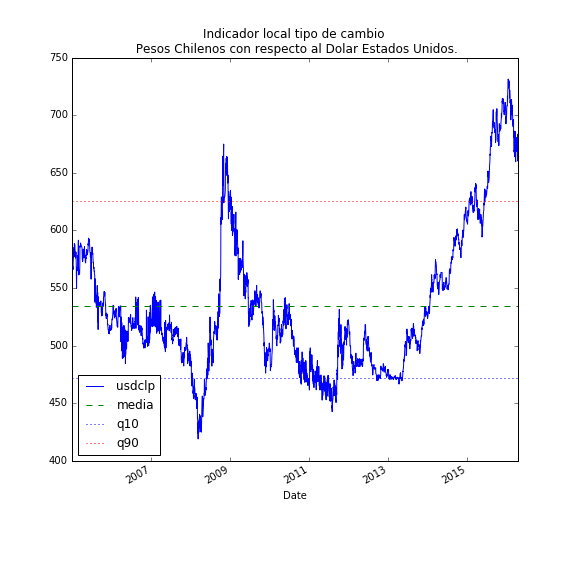 Indicador local tipo de cambio
Pesos Chilenos con respecto al Dolar Estados Unidos.
750
700
650
600
550
500
450
400
usdclp
media
q10
q90
2007
2009
2011
2013
2015
Date